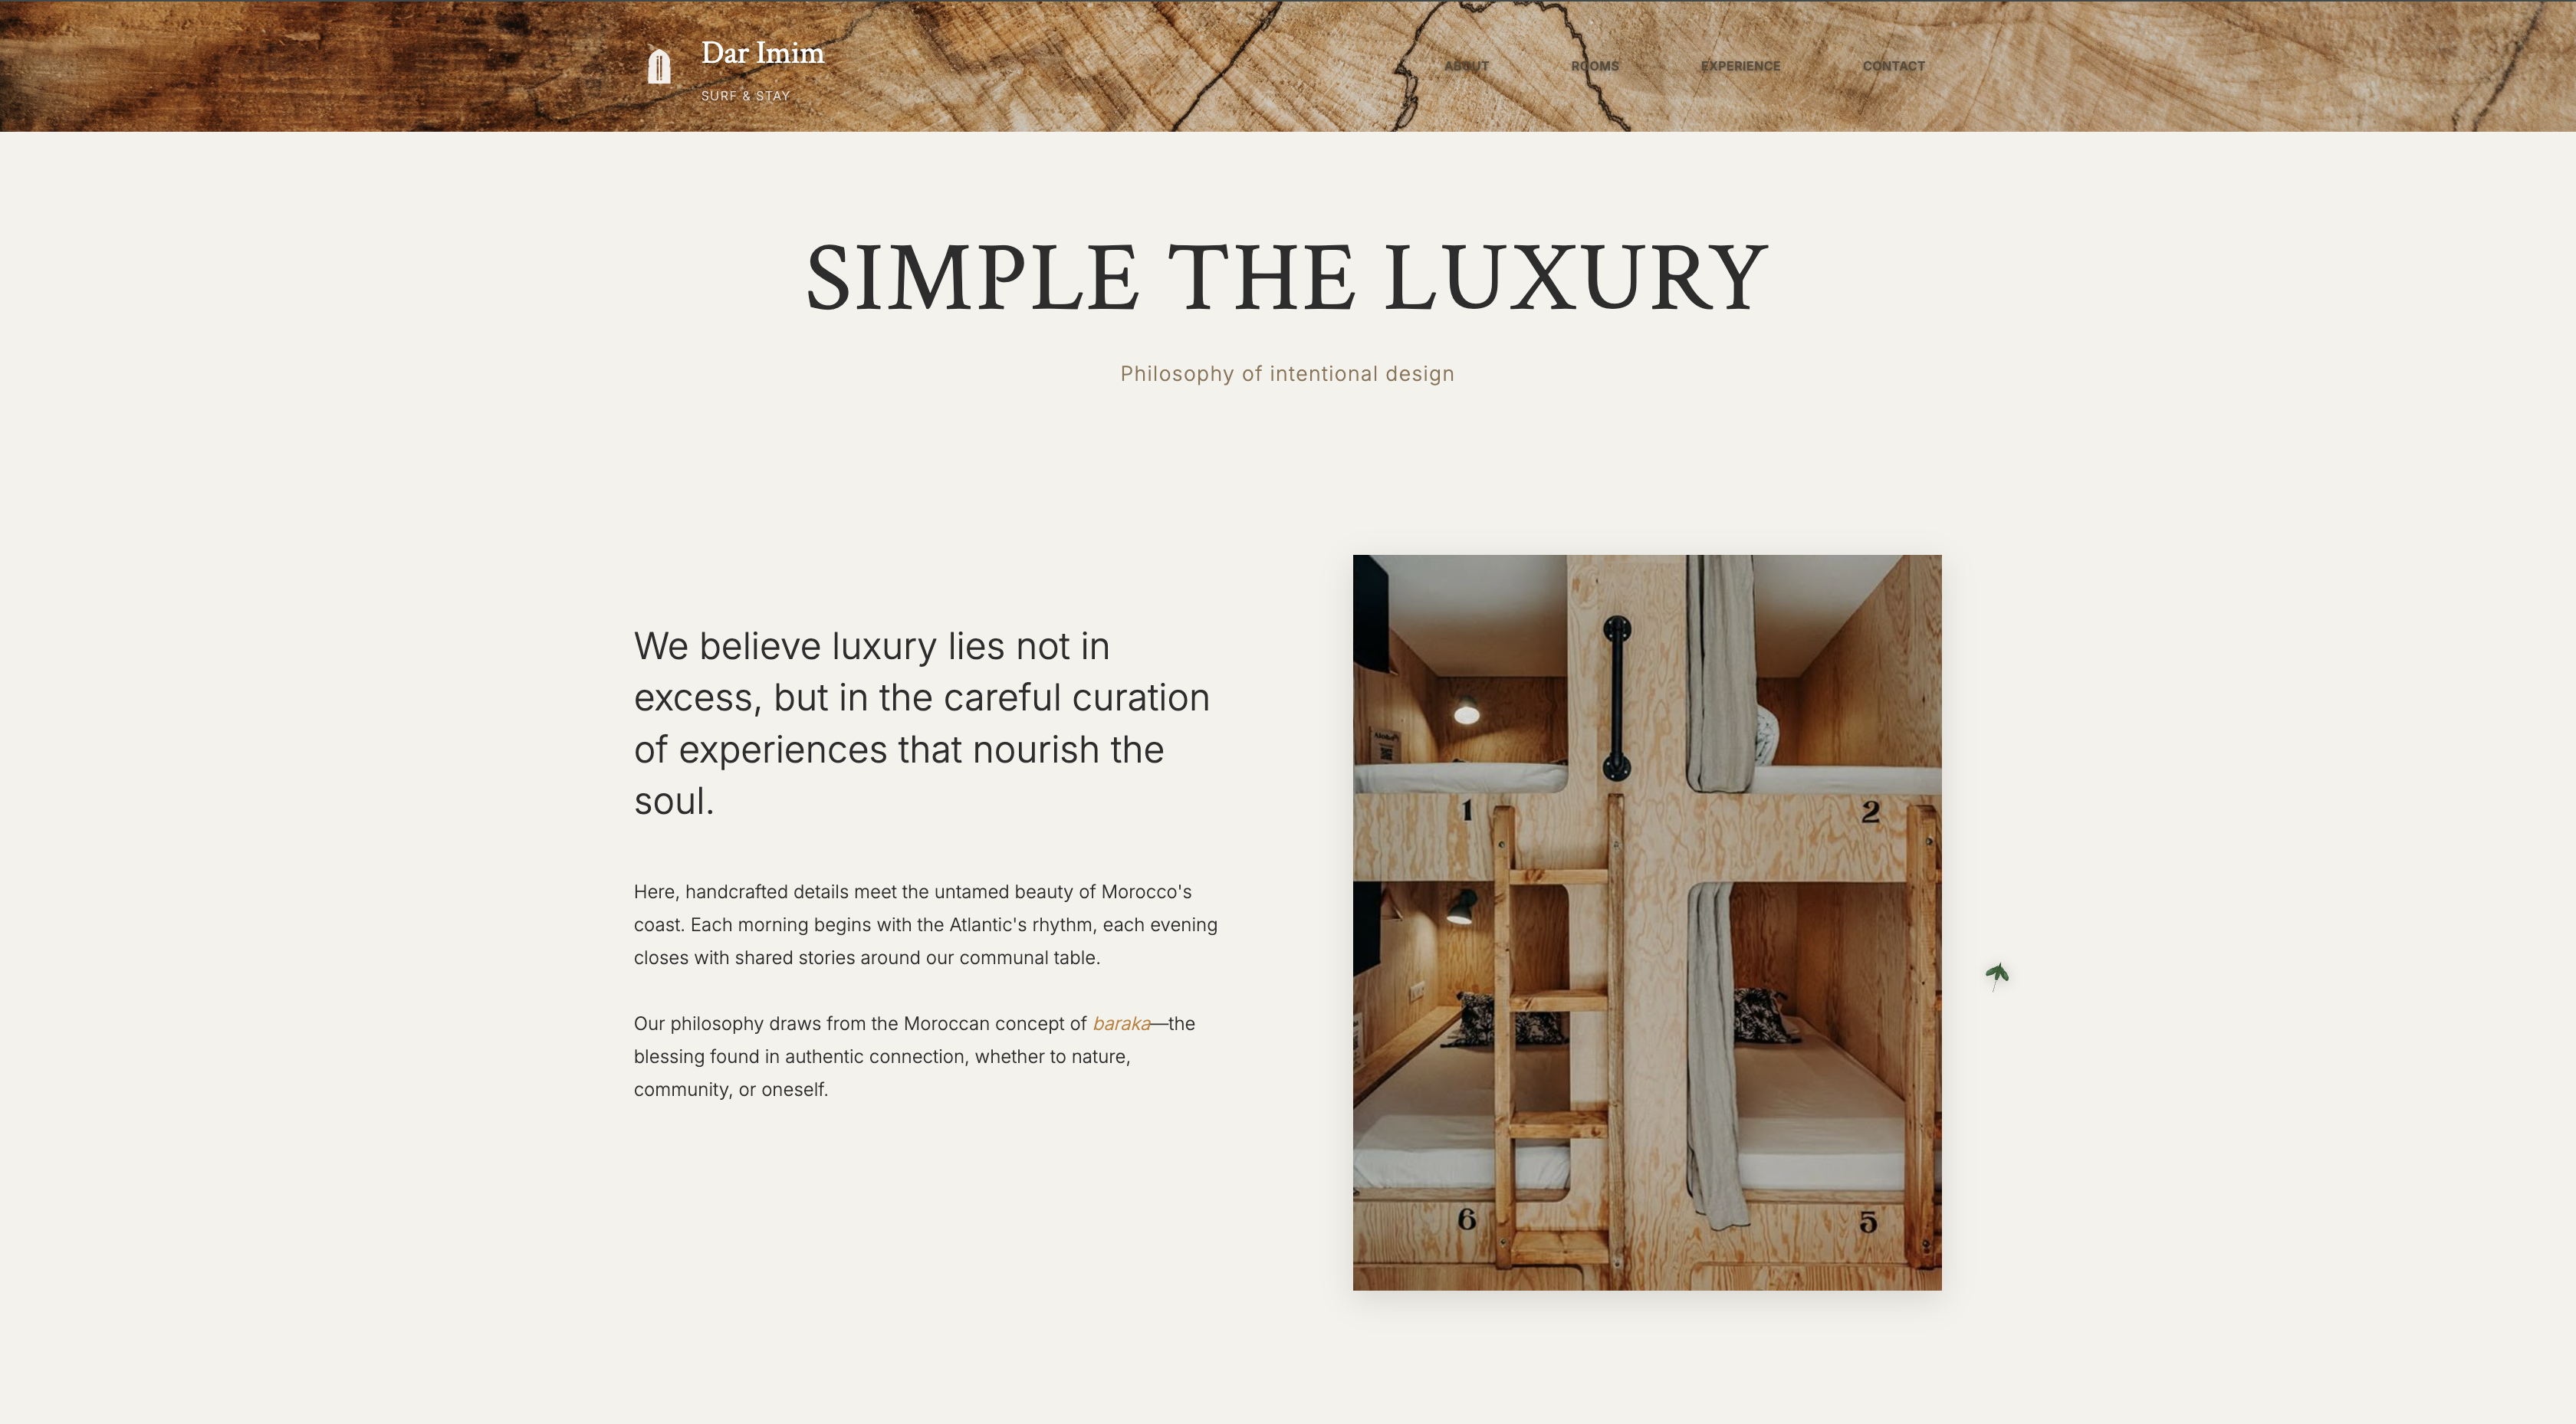 Dar Imim
SURF & STAY
ABOUT
ROOMS
EXPERIENCE
CONTACT
SIMPLE THE LUXURY
Philosophy of intentional design
We believe luxury lies not in
excess, but in the careful curation
of experiences that nourish the
soul.
Here, handcrafted details meet the untamed beauty of Morocco's
coast. Each morning begins with the Atlantic's rhythm, each evening
closes with shared stories around our communal table.
Our philosophy draws from the Moroccan concept of baraka—the
blessing found in authentic connection, whether to nature,
community, or oneself.
1
2
6
5